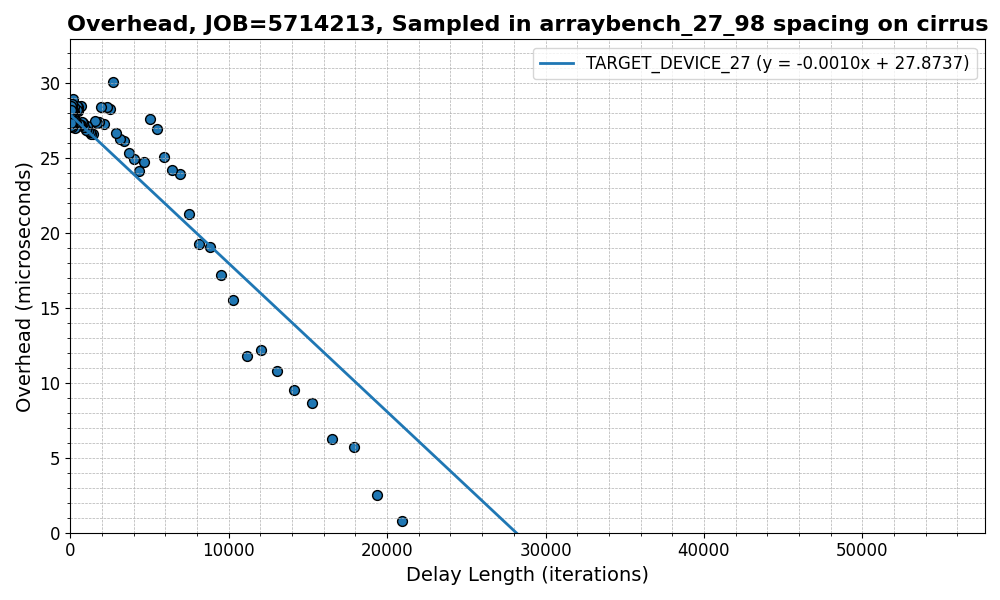 Overhead, JOB=5714213, Sampled in arraybench_27_98 spacing on cirrus
TARGET_DEVICE_27 (y = -0.0010x + 27.8737)
Overhead (microseconds)
30
25
20
15
10
5
0
0 10000 20000 30000 40000 50000
Delay Length (iterations)